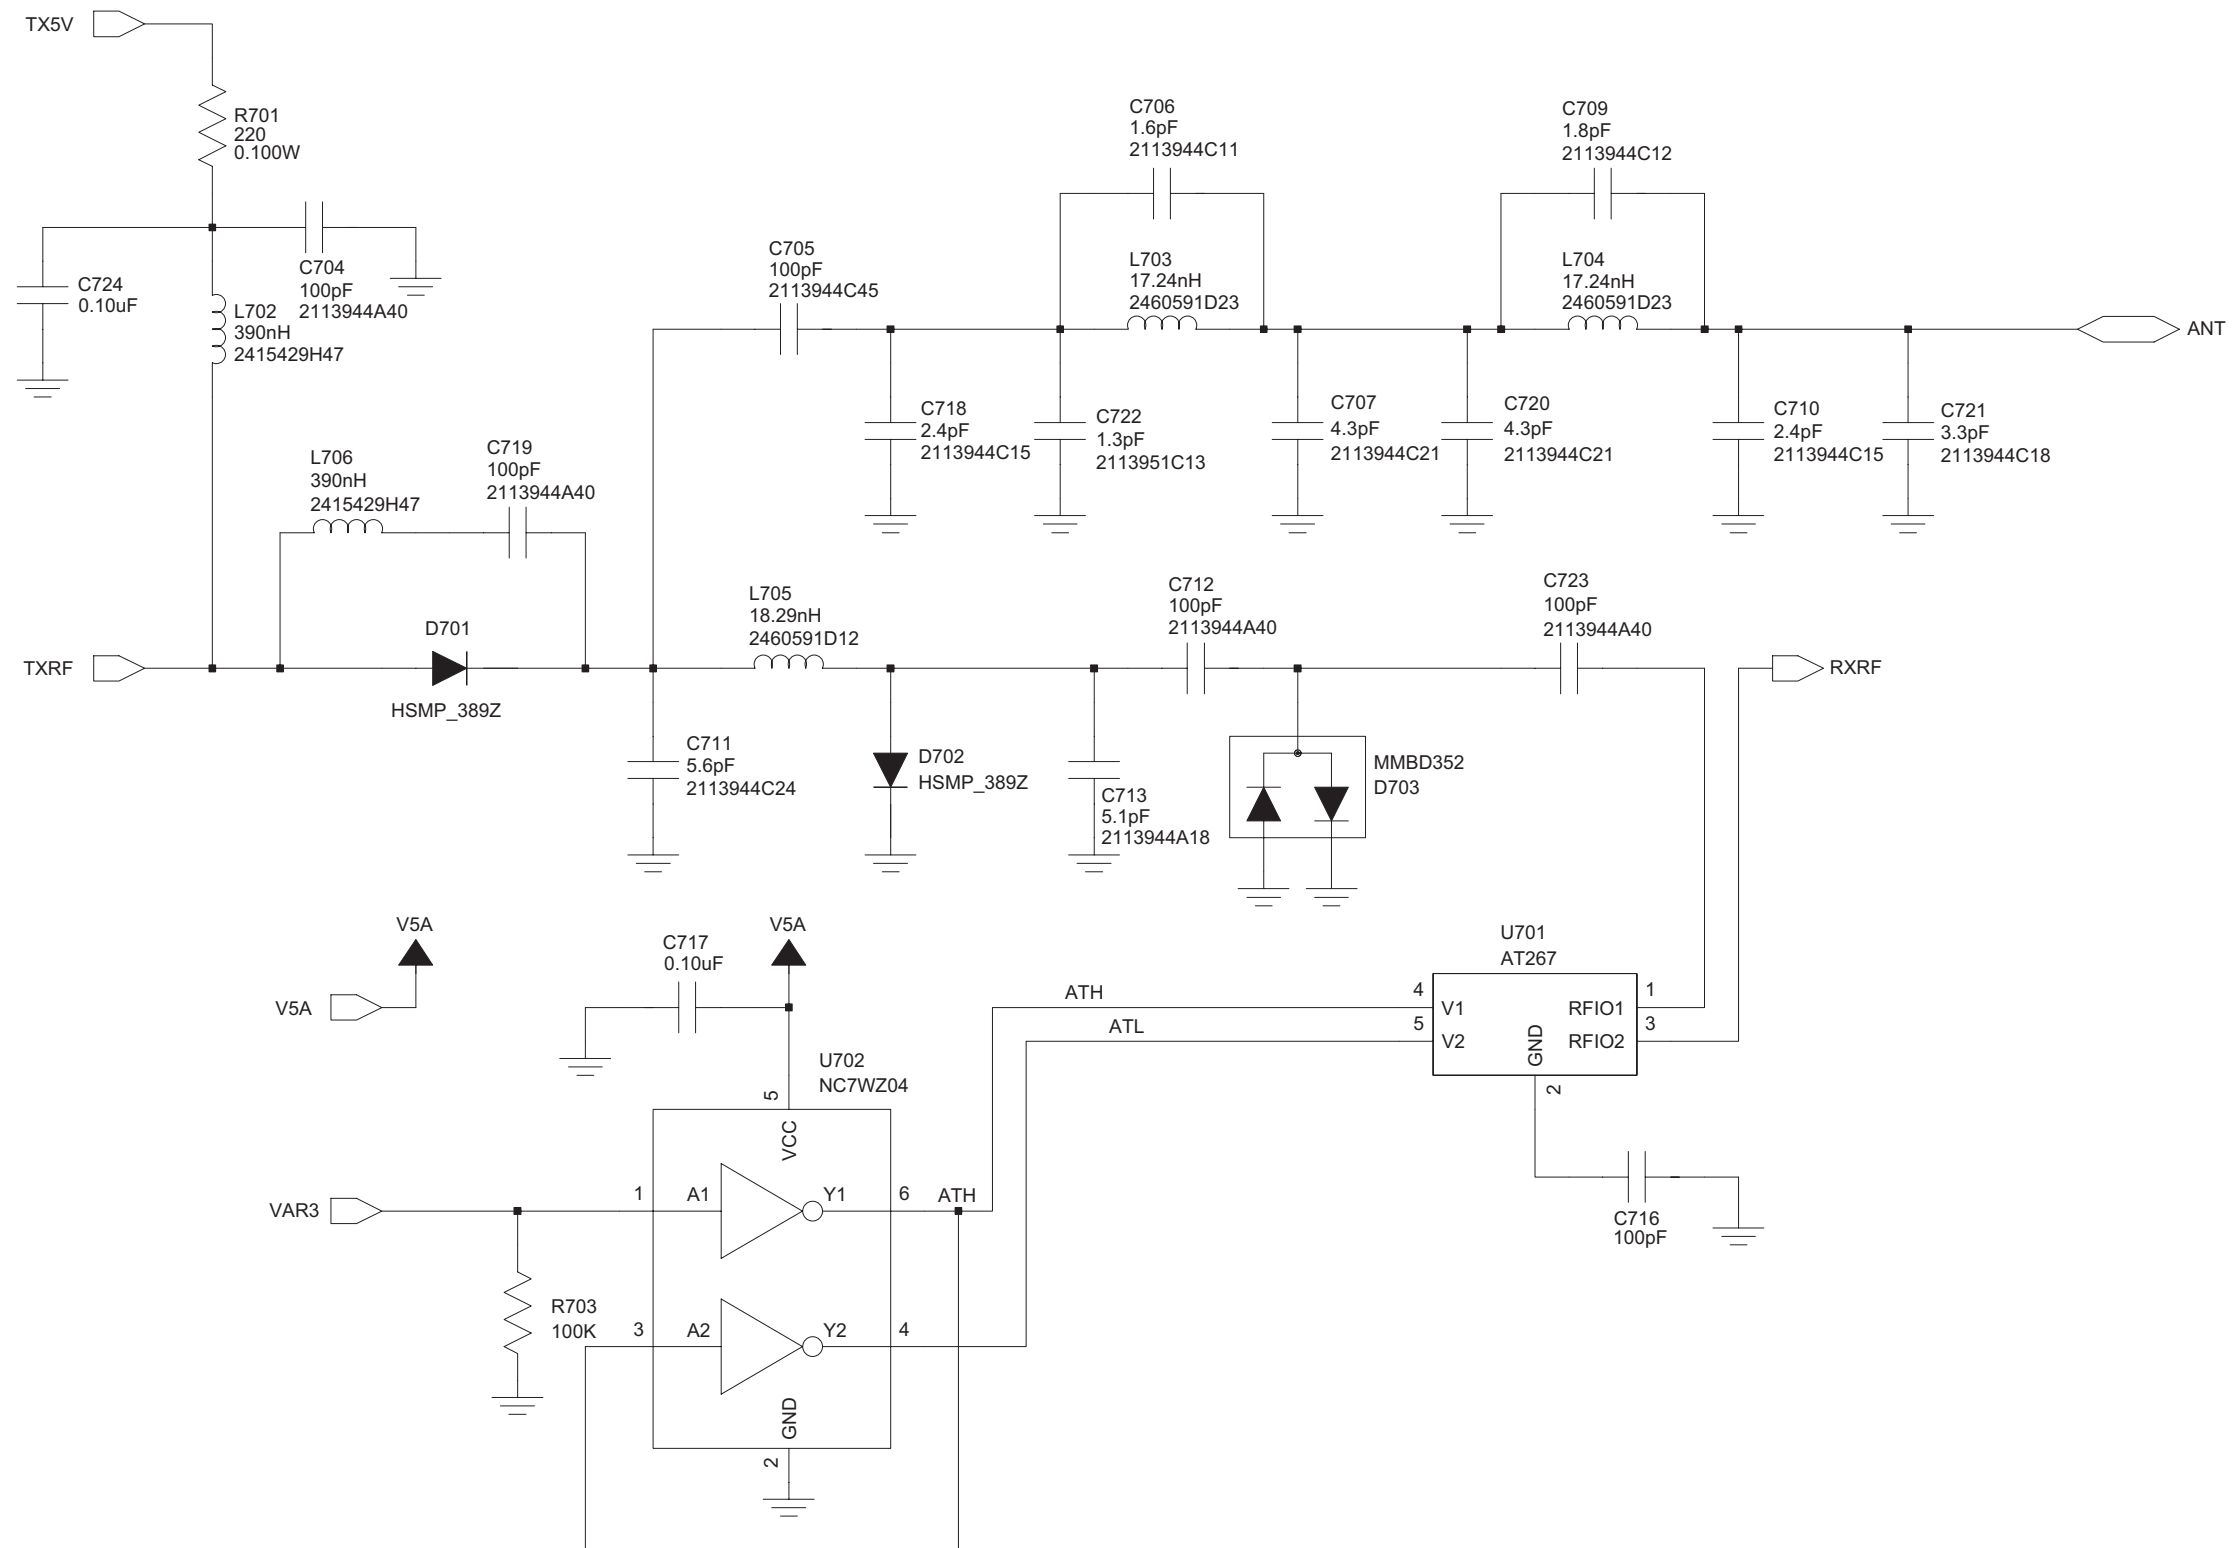 TX5V
R701
220
0.100W
C724
0.10uF
C704
100pF
2113944A40
L702
390nH
2415429H47
C705
100pF
2113944C45
C706
1.6pF
2113944C11
L703
17.24nH
2460591D23
C709
1.8pF
2113944C12
L704
17.24nH
2460591D23
ANT
C718
2.4pF
2113944C15
C722
1.3pF
2113951C13
C707
4.3pF
2113944C21
C720
4.3pF
2113944C21
C710
2.4pF
2113944C15
C721
3.3pF
2113944C18
L706
390nH
2415429H47
C719
100pF
2113944A40
TXRF
D701
HSMP_389Z
L705
18.29nH
2460591D12
C712
100pF
2113944A40
C723
100pF
2113944A40
RXRF
C711
5.6pF
2113944C24
D702
HSMP_389Z
C713
5.1pF
2113944A18
MMBD352
D703
V5A
V5A
C717
0.10uF
V5A
U702
NC7WZ04
5
VCC
ATH
ATL
U701
AT267
4
V1
5
V2
GND
2
RFIO1
1
RFIO2
3
C716
100pF
VAR3
R703
100K
1
A1
Y1
6
ATH
3
A2
Y2
4
GND
2